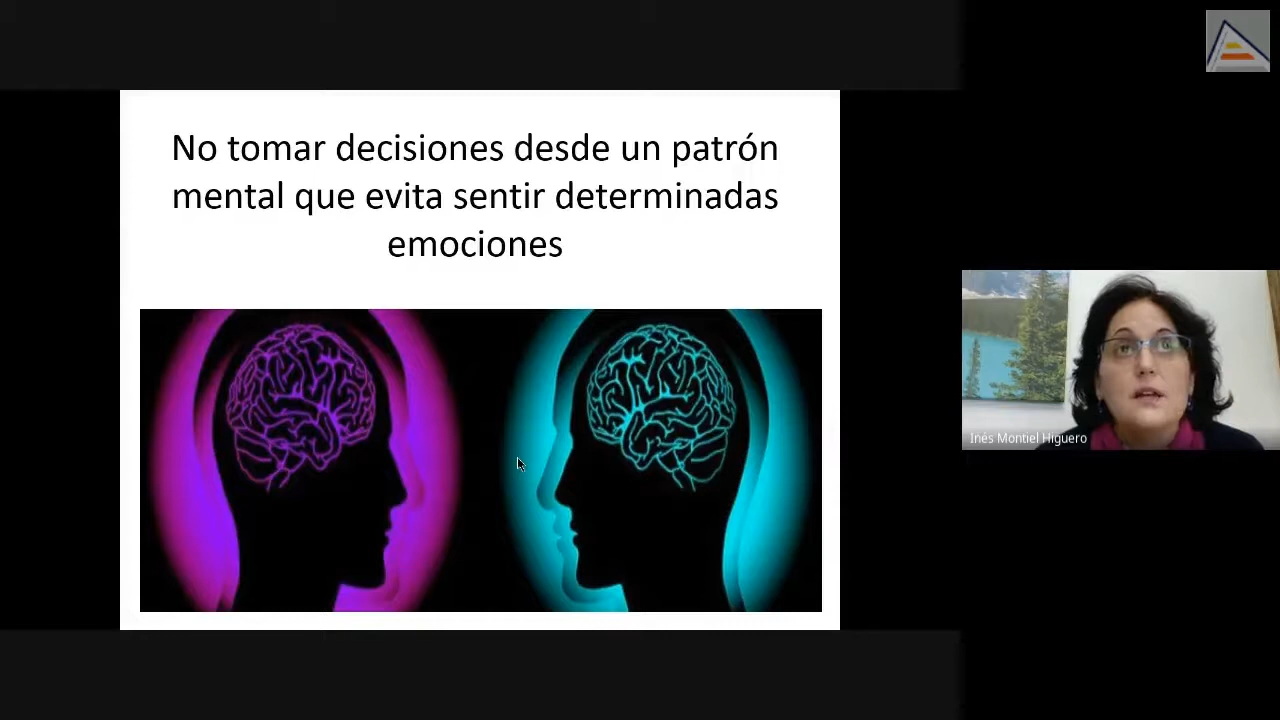 No tomar decisiones desde un patrón
mental que evita sentir determinadas
emociones
Inés Montiel Higuero